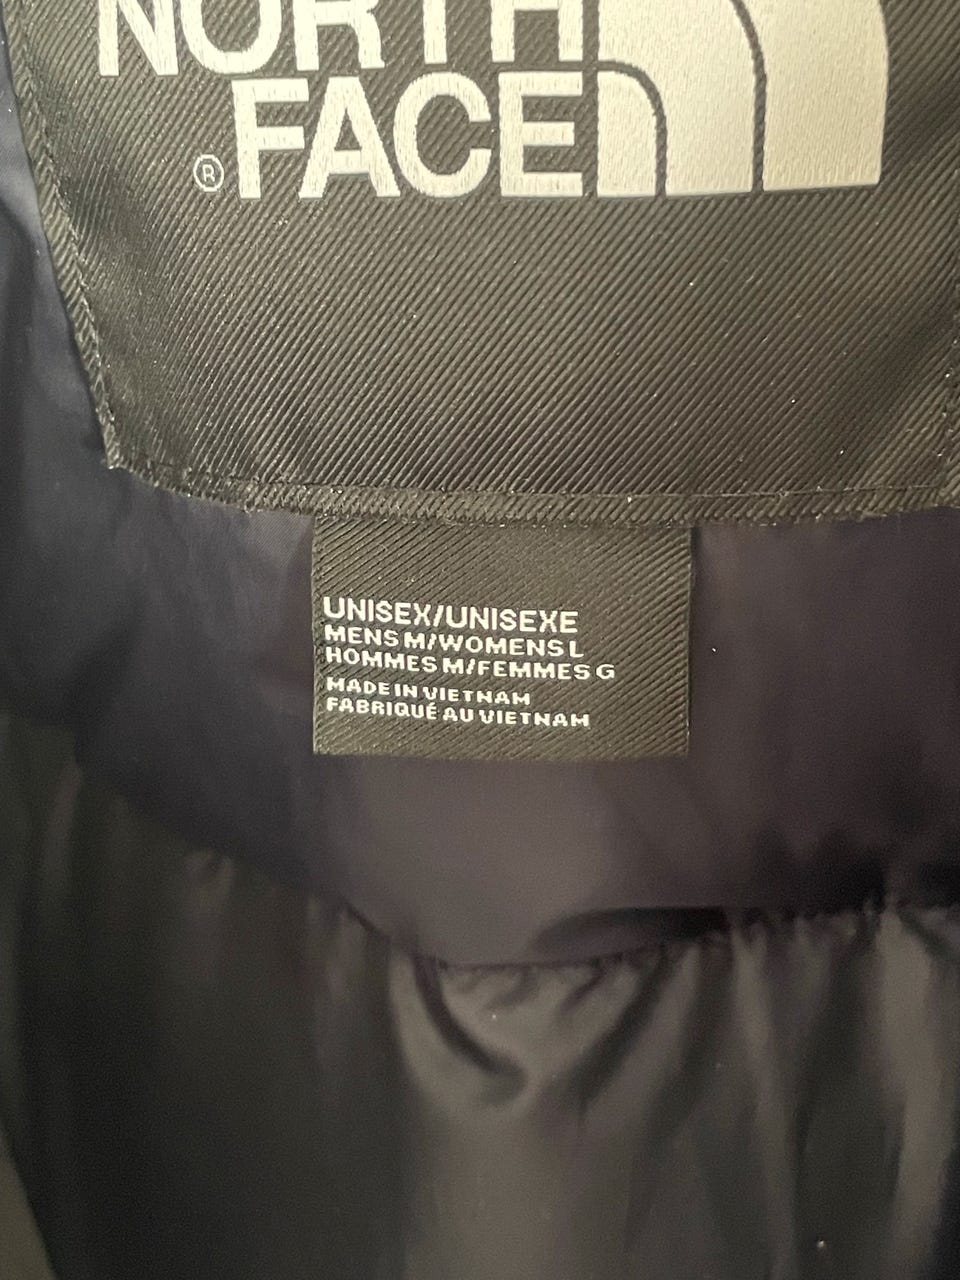 NORTH
FACE
®
UNISEX/UNISEXE
MENS M/WOMENS L
HOMMES M/FEMMES G
MADE IN VIETNAM
FABRIQUÉ AU VIETNAM